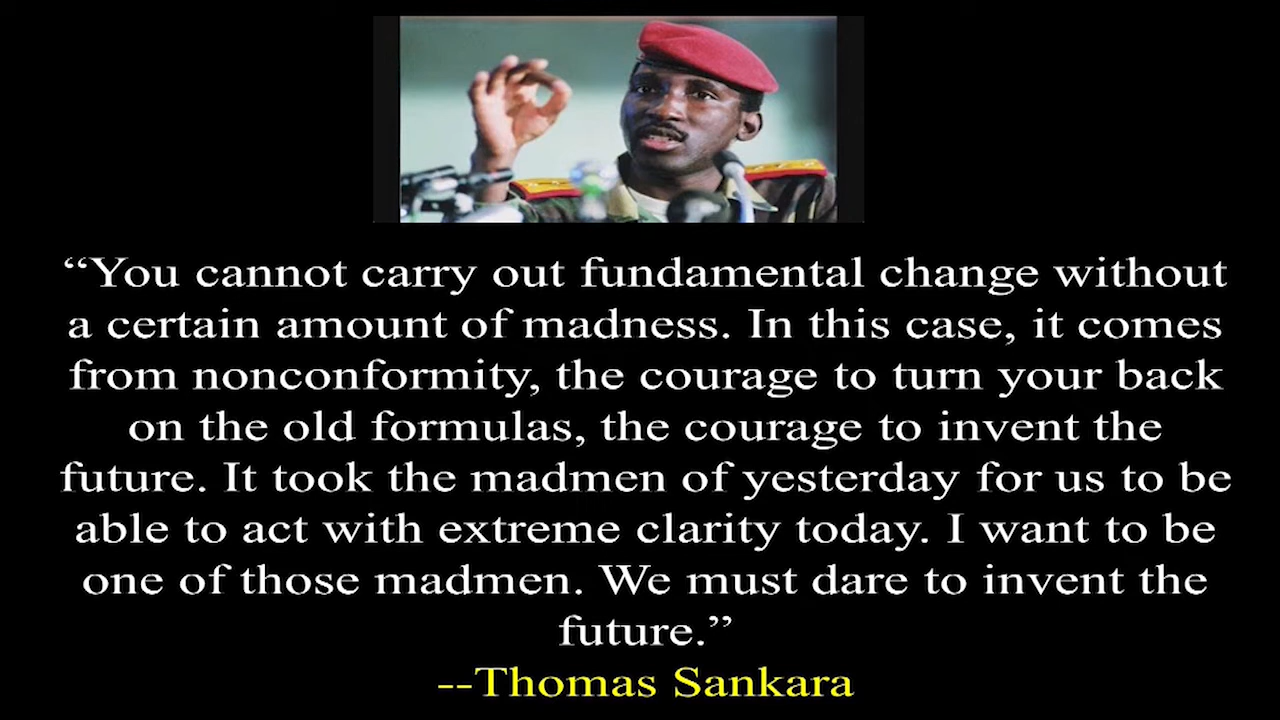 “You cannot carry out fundamental change without
a certain amount of madness. In this case, it comes
from nonconformity, the courage to turn your back
on the old formulas, the courage to invent the
future. It took the madmen of yesterday for us to be
able to act with extreme clarity today. I want to be
one of those madmen. We must dare to invent the
future.”
--Thomas Sankara